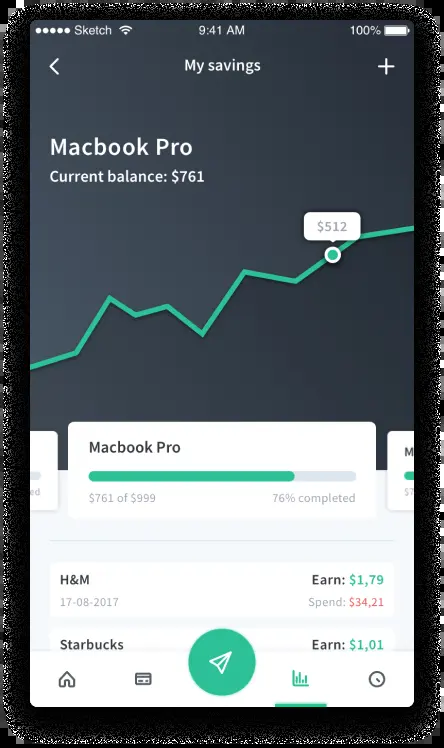 Sketch 9:41 AM 100%
My savings
Macbook Pro
Current balance: $761
$512
Macbook Pro
$761 of $999 76% completed
H&M Earn: $1,79
17-08-2017 Spend: $34,21
Starbucks Earn: $1,01